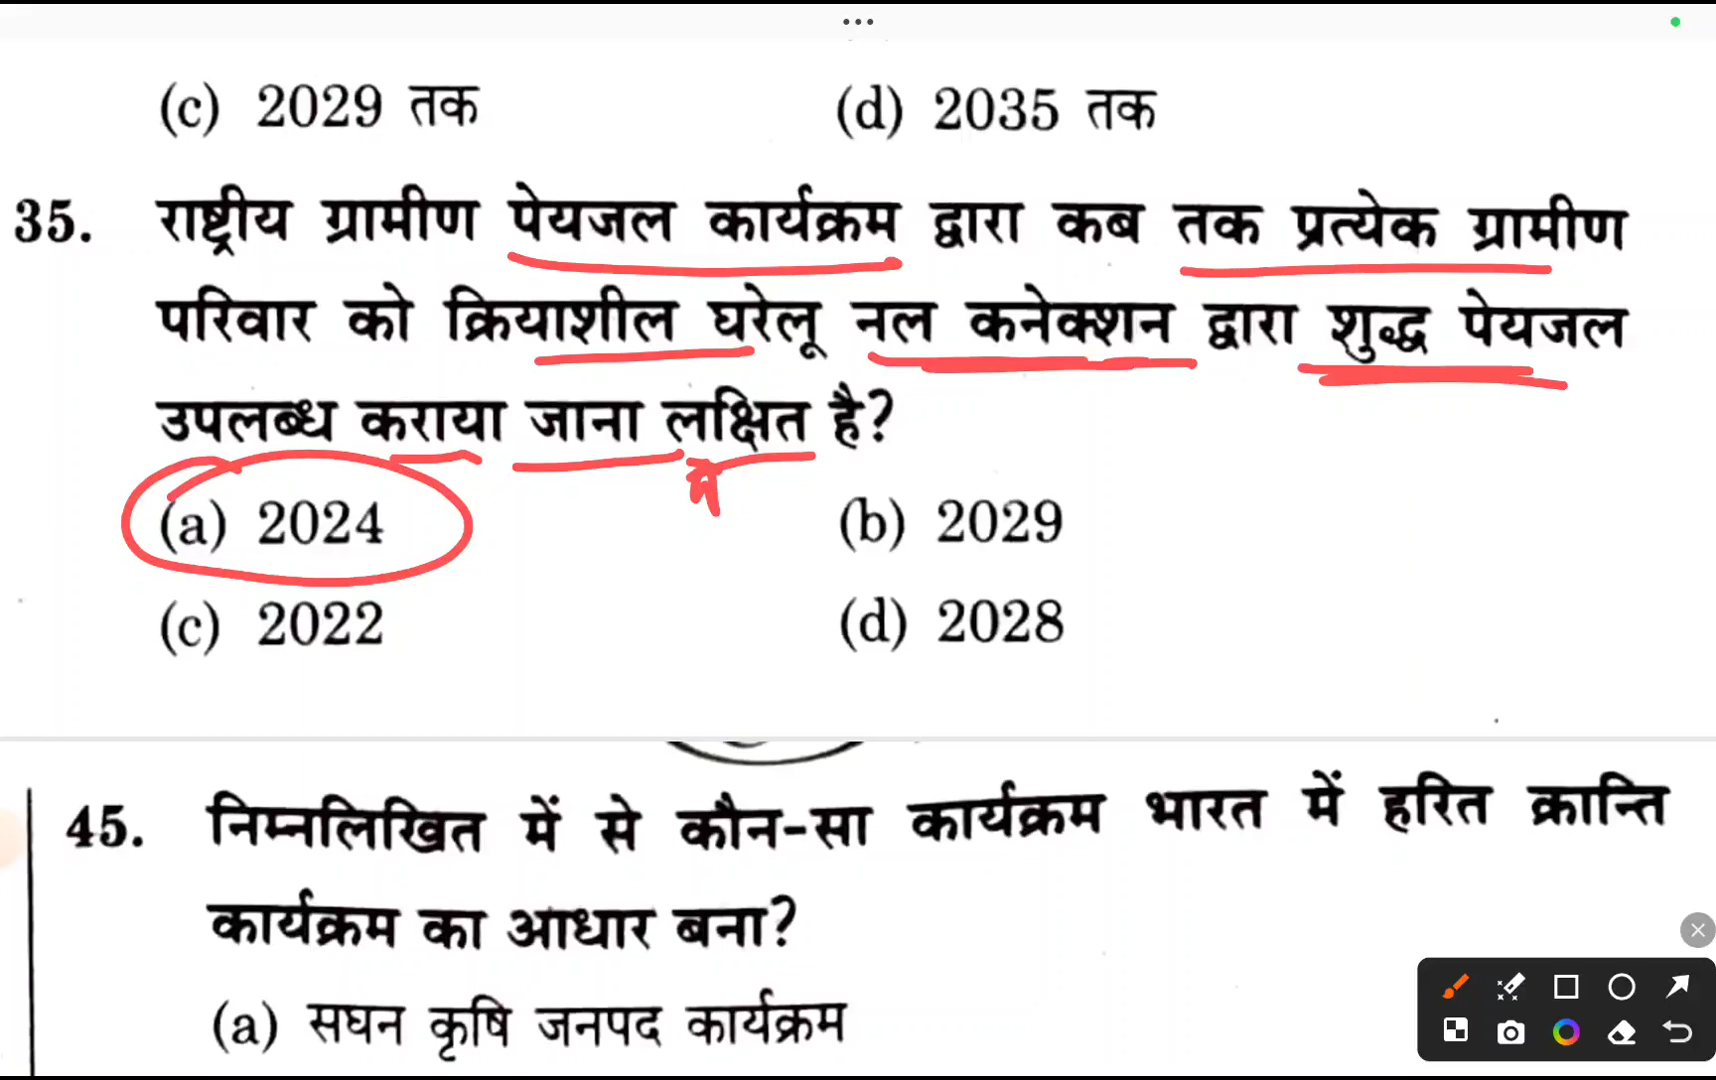 (c) 2029 तक (d) 2035 तक
35. राष्ट्रीय ग्रामीण पेयजल कार्यक्रम द्वारा कब तक प्रत्येक ग्रामीण
परिवार को क्रियाशील घरेलू नल कनेक्शन द्वारा शुद्ध पेयजल
उपलब्ध कराया जाना लक्षित है?
(a) 2024 (b) 2029
(c) 2022 (d) 2028
45. निम्नलिखित में से कौन-सा कार्यक्रम भारत में हरित क्रान्ति
कार्यक्रम का आधार बना?
(a) सघन कृषि जनपद कार्यक्रम